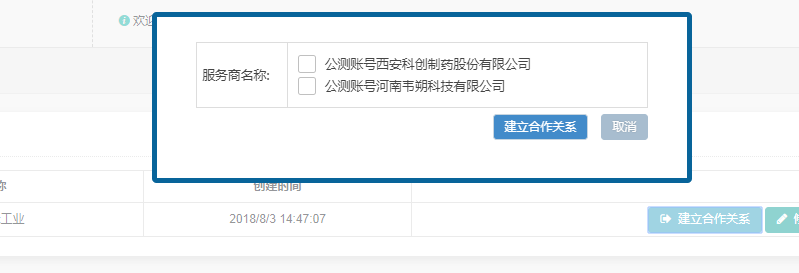 欢迎
服务商名称:
公测账号西安科创制药股份有限公司
公测账号河南韦朔科技有限公司
建立合作关系 取消
称 创建时间
工业 2018/8/3 14:47:07 建立合作关系